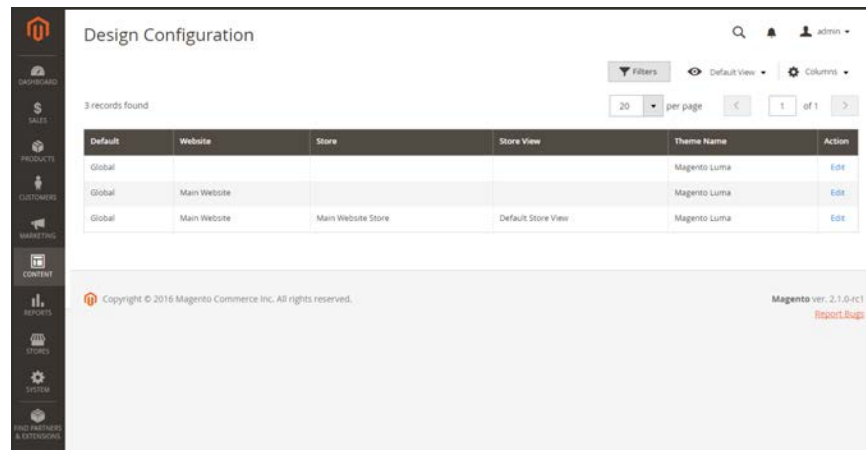 Design Configuration
admin
DASHBOARD
Filters
Default View
Columns
SALES
3 records found
20 per page 1 of 1
PRODUCTS
Default Website Store Store View Theme Name Action
Global Magento Luma Edit
CUSTOMERS
Global Main Website Magento Luma Edit
Global Main Website Main Website Store Default Store View Magento Luma Edit
MARKETING
CONTENT
Copyright © 2016 Magento Commerce Inc. All rights reserved.
Magento ver. 2.1.0-rc1
REPORTS
Report Bugs
STORES
SYSTEM
FIND PARTNERS
& EXTENSIONS